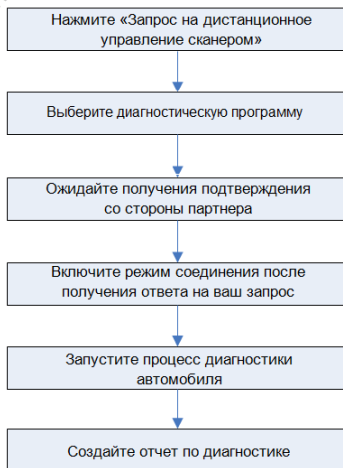 Нажмите «Запрос на дистанционное
управление сканером»
Выберите диагностическую программу
Ожидайте получения подтверждения
со стороны партнера
Включите режим соединения после
получения ответа на ваш запрос
Запустите процесс диагностики
автомобиля
Создайте отчет по диагностике